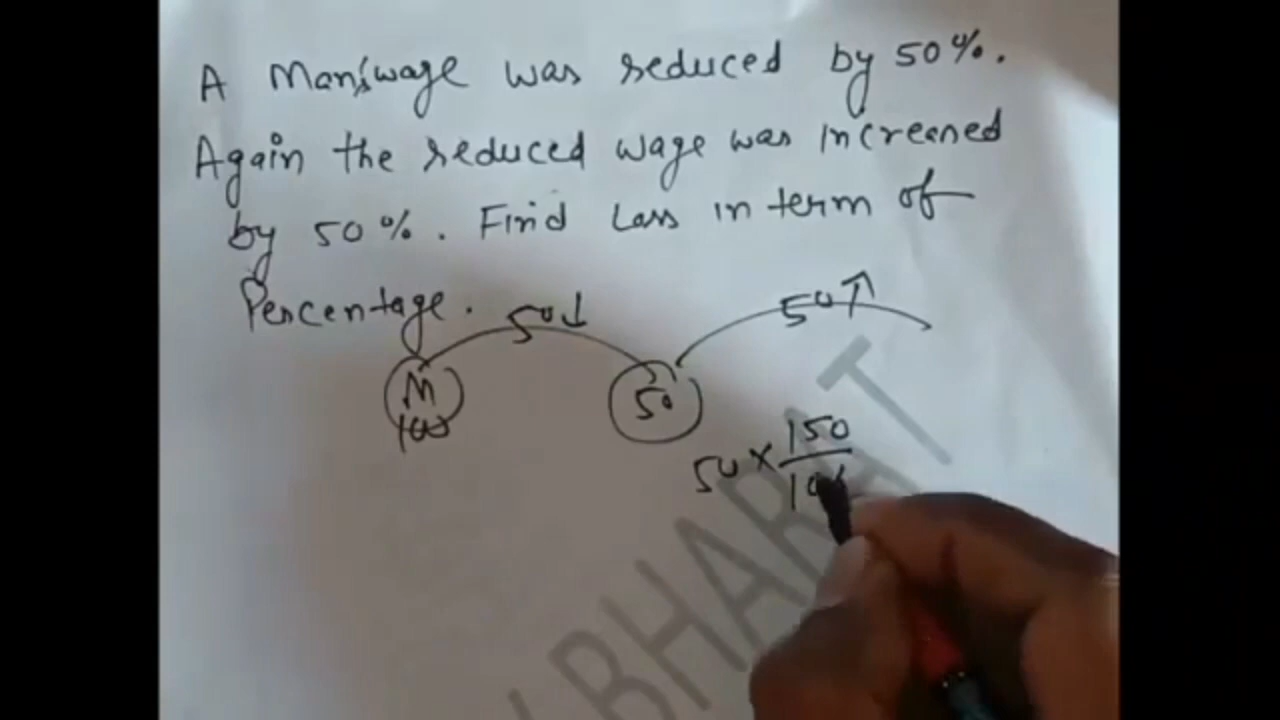 A Man's wage was reduced by 50%.
Again the reduced wage was increased
by 50%. Find Loss in term of
Percentage.
50↓ 50↑
M 50
100
50 × 150
100
BHARAT